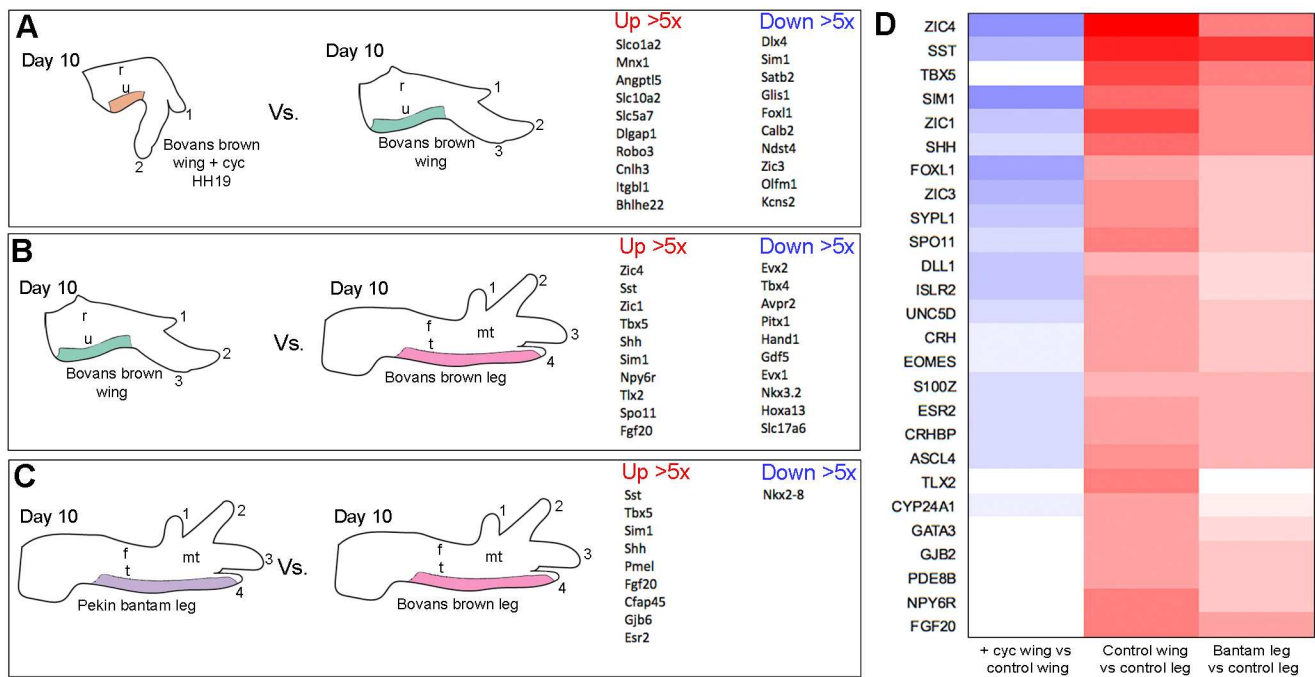 A
Day 10
r
u
1
2
Bovans brown
wing + cyc
HH19
Vs.
Day 10
r
u
1
2
3
Bovans brown
wing
Up >5x
Slco1a2
Mnx1
Angptl5
Slc10a2
Slc5a7
Dlgap1
Robo3
Cnlh3
Itgbl1
Bhlhe22
Down >5x
Dlx4
Sim1
Satb2
Glis1
Foxl1
Calb2
Ndst4
Zic3
Olfm1
Kcns2
B
Day 10
r
u
1
2
3
Bovans brown
wing
Vs.
Day 10
f
t
mt
1
2
3
4
Bovans brown leg
Up >5x
Zic4
Sst
Zic1
Tbx5
Shh
Sim1
Npy6r
Tlx2
Spo11
Fgf20
Down >5x
Evx2
Tbx4
Avpr2
Pitx1
Hand1
Gdf5
Evx1
Nkx3.2
Hoxa13
Slc17a6
C
Day 10
f
t
mt
1
2
3
4
Pekin bantam leg
Vs.
Day 10
f
t
mt
1
2
3
4
Bovans brown leg
Up >5x
Sst
Tbx5
Sim1
Shh
Pmel
Fgf20
Cfap45
Gjb6
Esr2
Down >5x
Nkx2-8
D
ZIC4
SST
TBX5
SIM1
ZIC1
SHH
FOXL1
ZIC3
SYPL1
SPO11
DLL1
ISLR2
UNC5D
CRH
EOMES
S100Z
ESR2
CRHBP
ASCL4
TLX2
CYP24A1
GATA3
GJB2
PDE8B
NPY6R
FGF20
+ cyc wing vs
control wing
Control wing
vs control leg
Bantam leg
vs control leg